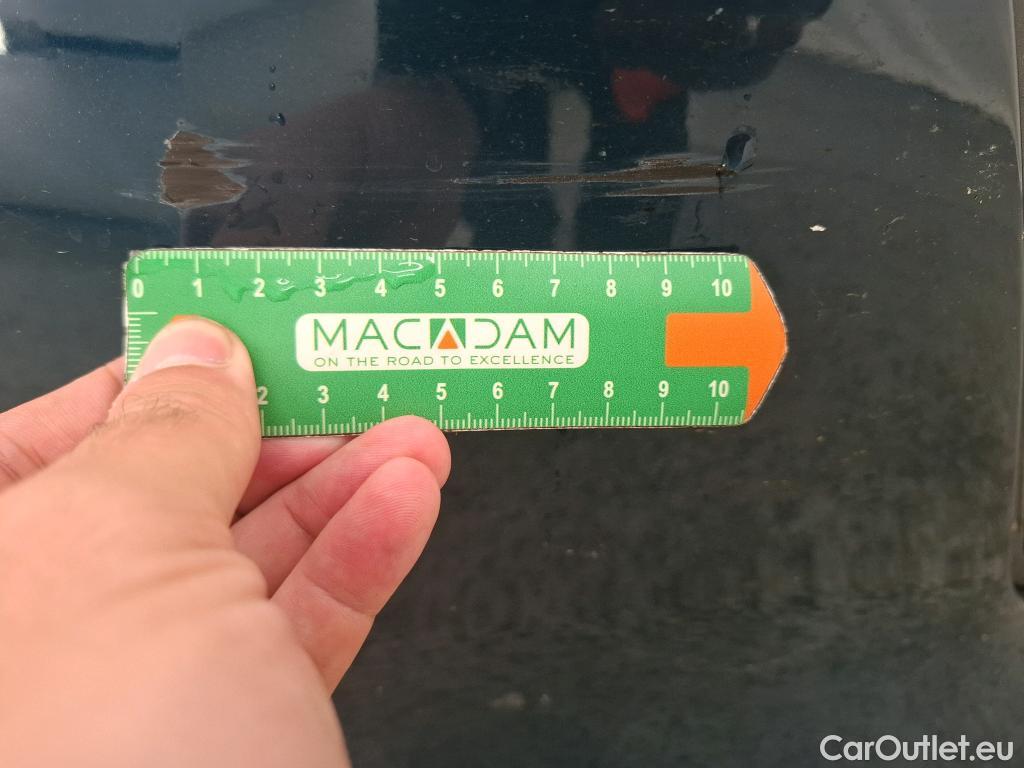 0 1 2 3 4 5 6 7 8 9 10
MACADAM
ON THE ROAD TO EXCELLENCE
2 3 4 5 6 7 8 9 10
CarOutlet.eu